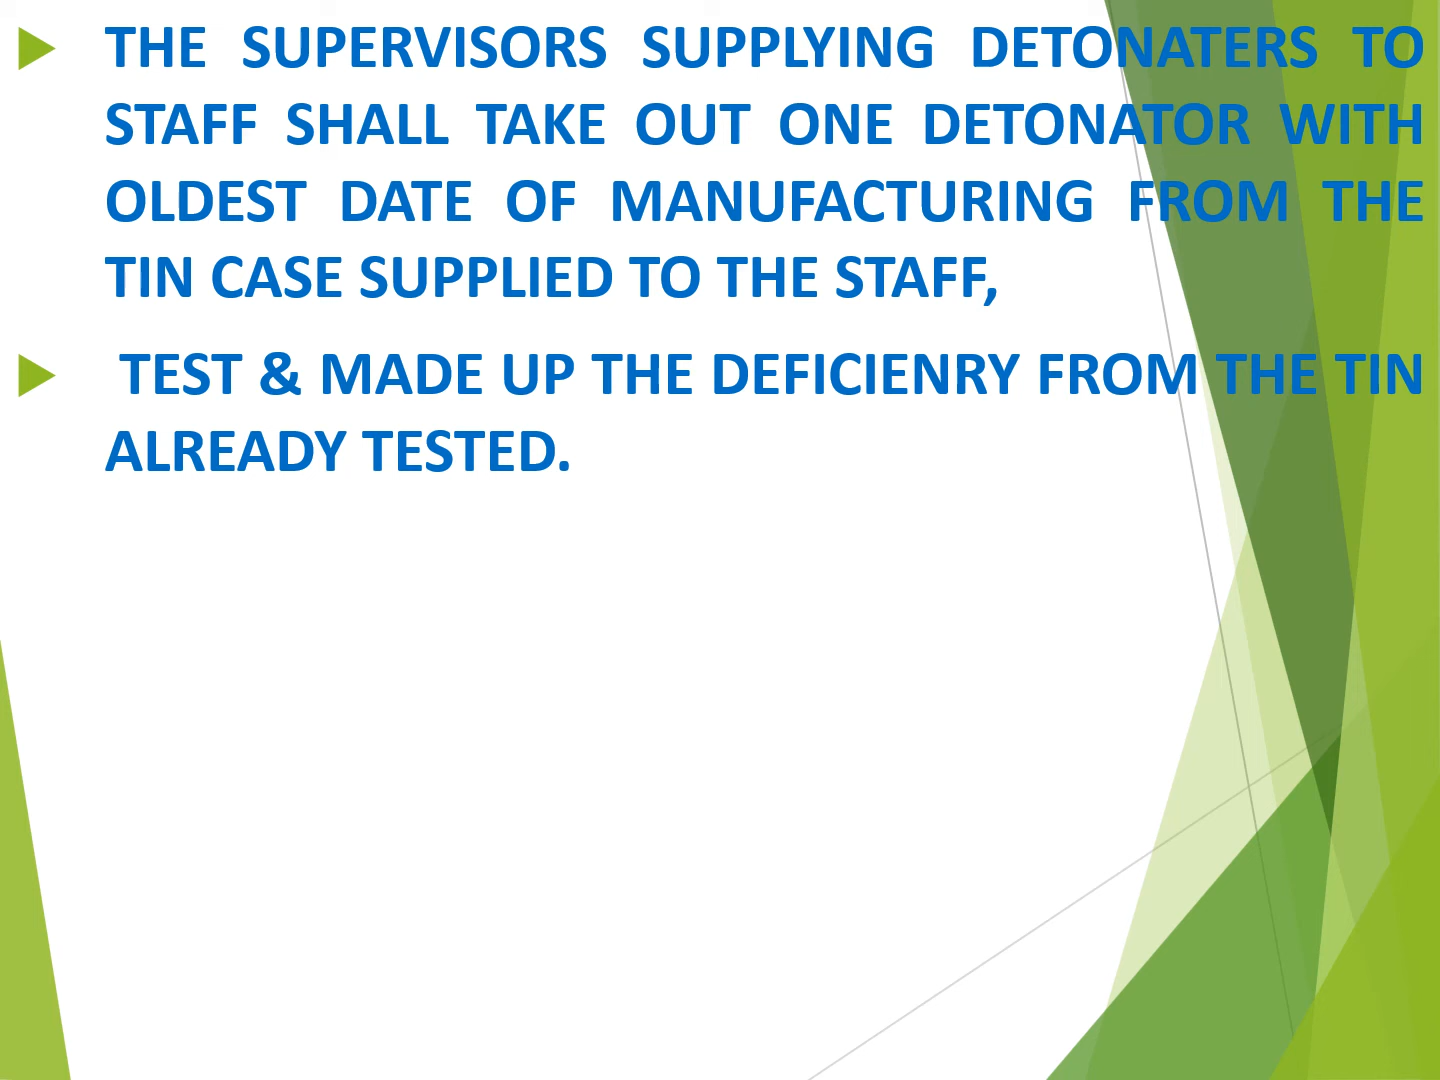 THE SUPERVISORS SUPPLYING DETONATERS TO
STAFF SHALL TAKE OUT ONE DETONATOR WITH
OLDEST DATE OF MANUFACTURING FROM THE
TIN CASE SUPPLIED TO THE STAFF,
TEST & MADE UP THE DEFICIENRY FROM THE TIN
ALREADY TESTED.